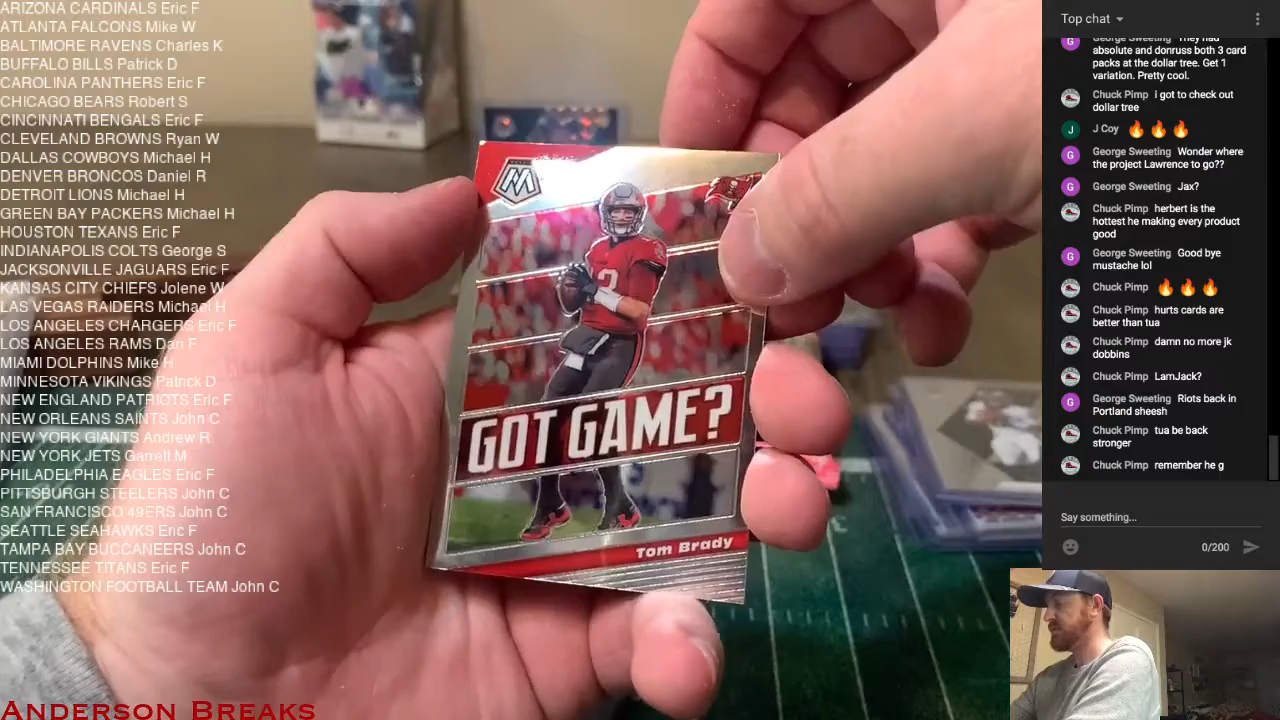 ARIZONA CARDINALS Eric F
ATLANTA FALCONS Mike W
BALTIMORE RAVENS Charles K
BUFFALO BILLS Patrick D
CAROLINA PANTHERS Eric F
CHICAGO BEARS Robert S
CINCINNATI BENGALS Eric F
CLEVELAND BROWNS Ryan W
DALLAS COWBOYS Michael H
DENVER BRONCOS Daniel R
DETROIT LIONS Michael H
GREEN BAY PACKERS Michael H
HOUSTON TEXANS Eric F
INDIANAPOLIS COLTS George S
JACKSONVILLE JAGUARS Eric F
KANSAS CITY CHIEFS Jolene W
LAS VEGAS RAIDERS Michael H
LOS ANGELES CHARGERS Eric F
LOS ANGELES RAMS Dan F
MIAMI DOLPHINS Mike H
MINNESOTA VIKINGS Patrick D
NEW ENGLAND PATRIOTS Eric F
NEW ORLEANS SAINTS John C
NEW YORK GIANTS Andrew R
NEW YORK JETS Garrett M
PHILADELPHIA EAGLES Eric F
PITTSBURGH STEELERS John C
SAN FRANCISCO 49ERS John C
SEATTLE SEAHAWKS Eric F
TAMPA BAY BUCCANEERS John C
TENNESSEE TITANS Eric F
WASHINGTON FOOTBALL TEAM John C
ANDERSON BREAKS
M
GOT GAME?
Tom Brady
Top chat
George Sweeting They had
absolute and donruss both 3 card
packs at the dollar tree. Get 1
variation. Pretty cool.
Chuck Pimp i got to check out
dollar tree
J Coy 🔥🔥🔥
George Sweeting Wonder where
the project Lawrence to go??
George Sweeting Jax?
Chuck Pimp herbert is the
hottest he making every product
good
George Sweeting Good bye
mustache lol
Chuck Pimp 🔥🔥🔥
Chuck Pimp hurts cards are
better than tua
Chuck Pimp damn no more jk
dobbins
Chuck Pimp LamJack?
George Sweeting Riots back in
Portland sheesh
Chuck Pimp tua be back
stronger
Chuck Pimp remember he g
Say something...
0/200